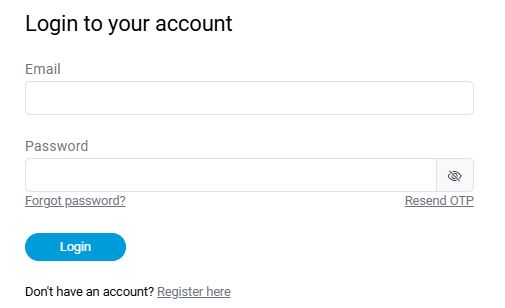 Login to your account
Email
Password
Forgot password? Resend OTP
Login
Don't have an account? Register here